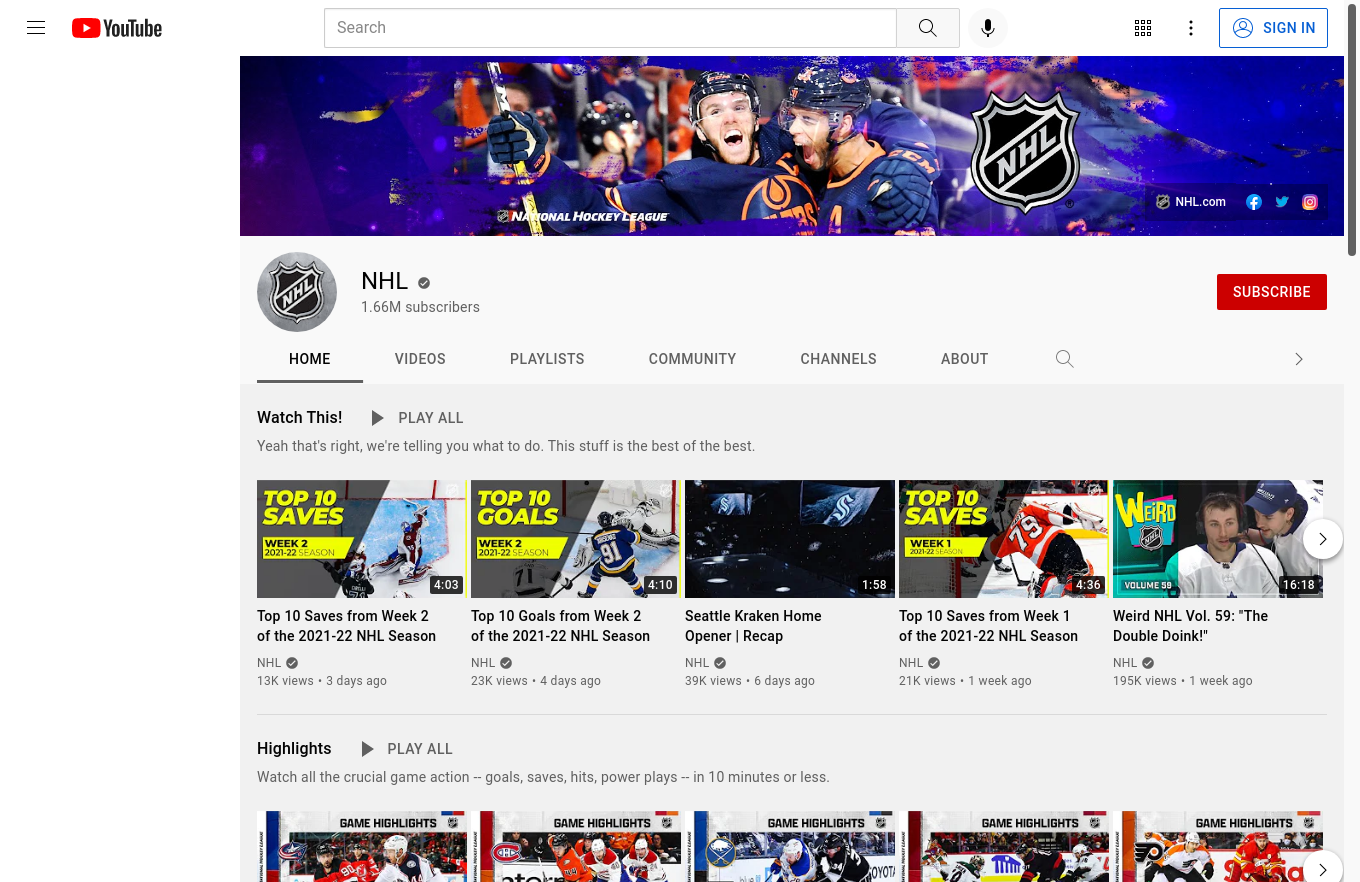 YouTube
Search
SIGN IN
NHL
NATIONAL HOCKEY LEAGUE
NHL.com
NHL
NHL
1.66M subscribers
SUBSCRIBE
HOME
VIDEOS
PLAYLISTS
COMMUNITY
CHANNELS
ABOUT
Watch This!
PLAY ALL
Yeah that's right, we're telling you what to do. This stuff is the best of the best.
TOP 10
SAVES
WEEK 2
2021-22 SEASON
4:03
Top 10 Saves from Week 2
of the 2021-22 NHL Season
NHL
13K views • 3 days ago
TOP 10
GOALS
WEEK 2
2021-22 SEASON
71
91
4:10
Top 10 Goals from Week 2
of the 2021-22 NHL Season
NHL
23K views • 4 days ago
1:58
Seattle Kraken Home
Opener | Recap
NHL
39K views • 6 days ago
TOP 10
SAVES
WEEK 1
2021-22 SEASON
79
4:36
Top 10 Saves from Week 1
of the 2021-22 NHL Season
NHL
21K views • 1 week ago
WEIRD
NHL
VOLUME 59
16:18
Weird NHL Vol. 59: "The
Double Doink!"
NHL
195K views • 1 week ago
Highlights
PLAY ALL
Watch all the crucial game action -- goals, saves, hits, power plays -- in 10 minutes or less.
GAME HIGHLIGHTS
GAME HIGHLIGHTS
GAME HIGHLIGHTS
GAME HIGHLIGHTS
GAME HIGHLIGHTS